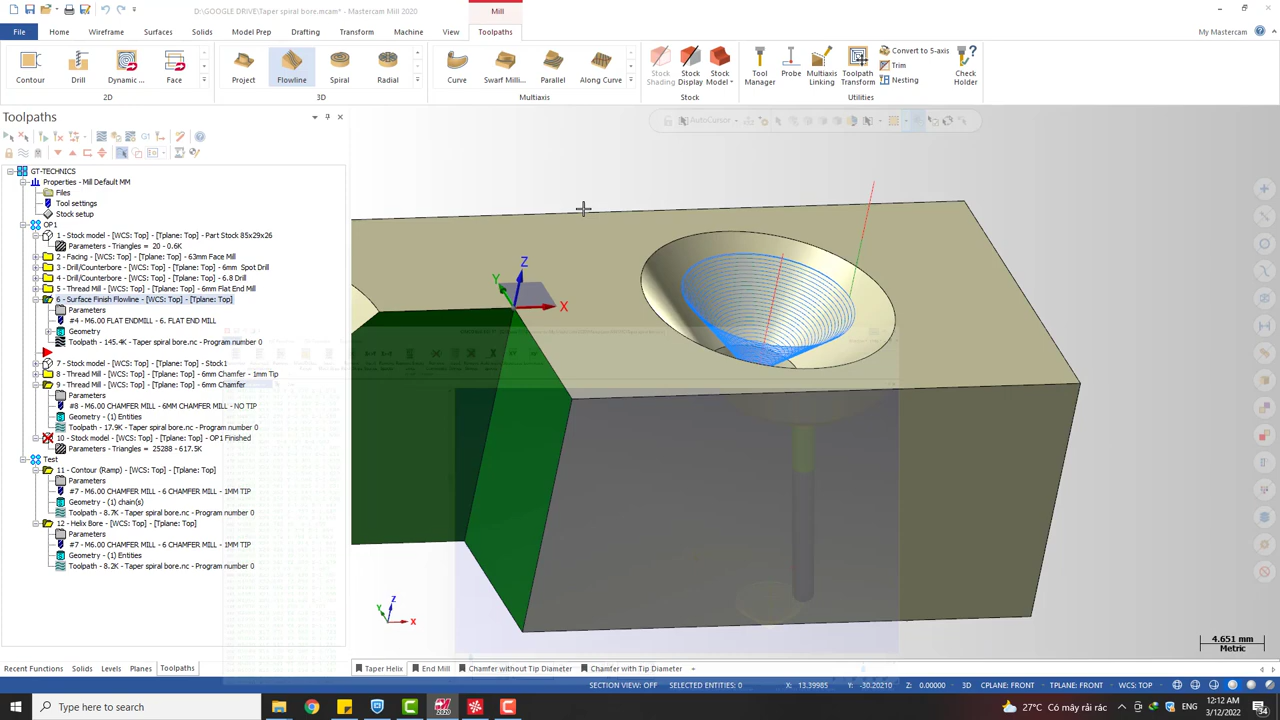 D:\GOOGLE DRIVE\Taper spiral bore.mcam* - Mastercam Mill 2020
Mill
File Home Wireframe Surfaces Solids Model Prep Drafting Transform Machine View Toolpaths
My Mastercam
Contour Drill Dynamic ... Face
Project Flowline Spiral Radial
Curve Swarf Milli... Parallel Along Curve
Stock Shading Stock Display Stock Model
Tool Manager Probe Multiaxis Linking Toolpath Transform
Convert to 5-axis
Trim
Nesting
Check Holder
2D 3D Multiaxis Stock Utilities
Toolpaths
AutoCursor
G1
GT-TECHNICS
Properties - Mill Default MM
Files
Tool settings
Stock setup
OP1
1 - Stock model - [WCS: Top] - [Tplane: Top] - Part Stock 85x29x26
Parameters - Triangles = 20 - 0.6K
2 - Facing - [WCS: Top] - [Tplane: Top] - 63mm Face Mill
3 - Drill/Counterbore - [WCS: Top] - [Tplane: Top] - 6mm Spot Drill
4 - Drill/Counterbore - [WCS: Top] - [Tplane: Top] - 6.8 Drill
5 - Thread Mill - [WCS: Top] - [Tplane: Top] - 6mm Flat End Mill
6 - Surface Finish Flowline - [WCS: Top] - [Tplane: Top]
Parameters
#4 - M6.00 FLAT ENDMILL - 6. FLAT END MILL
Geometry
Toolpath - 145.4K - Taper spiral bore.nc - Program number 0
7 - Stock model - [WCS: Top] - [Tplane: Top] - Stock1
8 - Thread Mill - [WCS: Top] - [Tplane: Top] - 6mm Chamfer - 1mm Tip
9 - Thread Mill - [WCS: Top] - [Tplane: Top] - 6mm Chamfer
Parameters
#8 - M6.00 CHAMFER MILL - 6MM CHAMFER MILL - NO TIP
Geometry - (1) Entities
Toolpath - 17.9K - Taper spiral bore.nc - Program number 0
10 - Stock model - [WCS: Top] - [Tplane: Top] - OP1 Finished
Parameters - Triangles = 25288 - 617.5K
Test
11 - Contour (Ramp) - [WCS: Top] - [Tplane: Top]
Parameters
#7 - M6.00 CHAMFER MILL - 6 CHAMFER MILL - 1MM TIP
Geometry - (1) chain(s)
Toolpath - 8.7K - Taper spiral bore.nc - Program number 0
12 - Helix Bore - [WCS: Top] - [Tplane: Top]
Parameters
#7 - M6.00 CHAMFER MILL - 6 CHAMFER MILL - 1MM TIP
Geometry - (1) Entities
Toolpath - 8.2K - Taper spiral bore.nc - Program number 0
Z
Y
X
Z
Y
X
4.651 mm
Metric
Recent Functions Solids Levels Planes Toolpaths
Taper Helix End Mill Chamfer without Tip Diameter Chamfer with Tip Diameter +
SECTION VIEW: OFF SELECTED ENTITIES: 0 X: 13.39985 Y: -30.20210 Z: 0.00000 3D CPLANE: FRONT TPLANE: FRONT WCS: TOP
Type here to search
2020
27°C Có mây rải rác
ENG
12:12 AM
3/12/2022
34